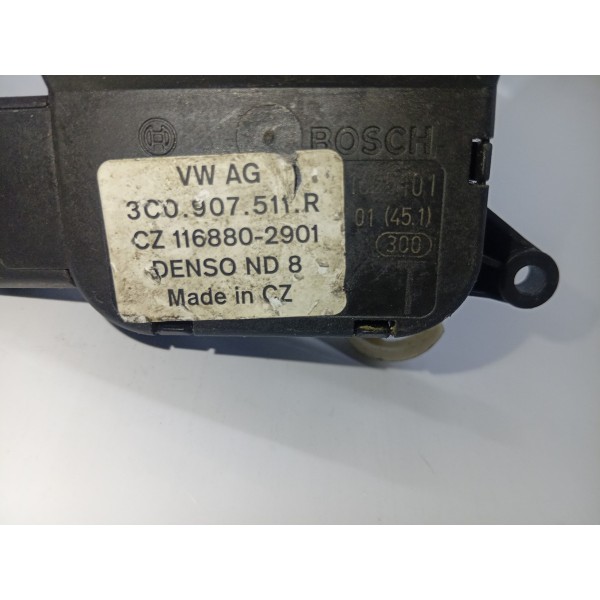 BOSCH
VW AG
3C0.907.511.R
CZ 116880-2901
DENSO ND 8
Made in CZ
01 (45.1)
300
T